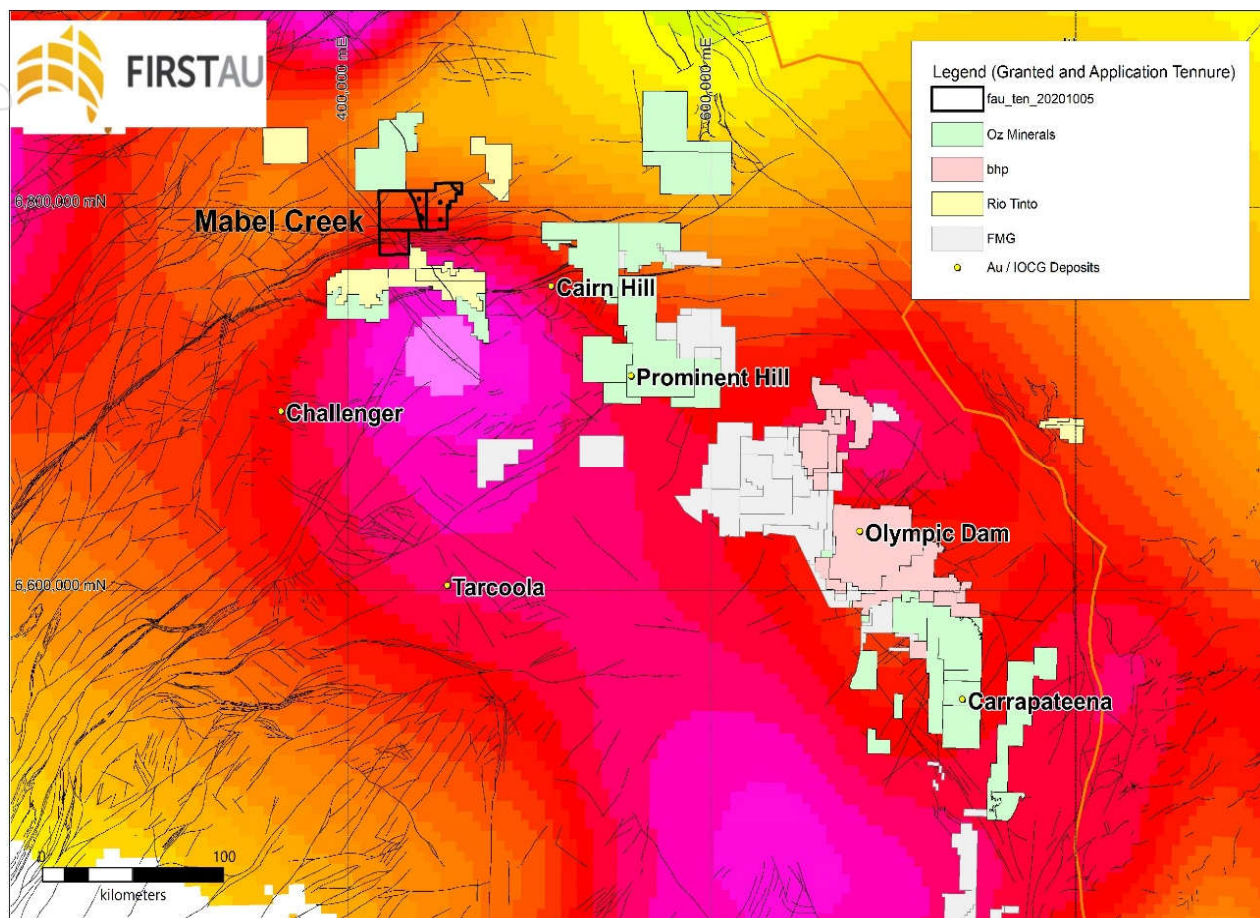 FIRSTAU
400,000 mE
600,000 mE
Legend (Granted and Application Tennure)
fau_ten_20201005
Oz Minerals
bhp
Rio Tinto
FMG
Au / IOCG Deposits
6,800,000 mN
Mabel Creek
Cairn Hill
Prominent Hill
Challenger
Olympic Dam
Tarcoola
6,600,000 mN
Carrapateena
0 100
kilometers